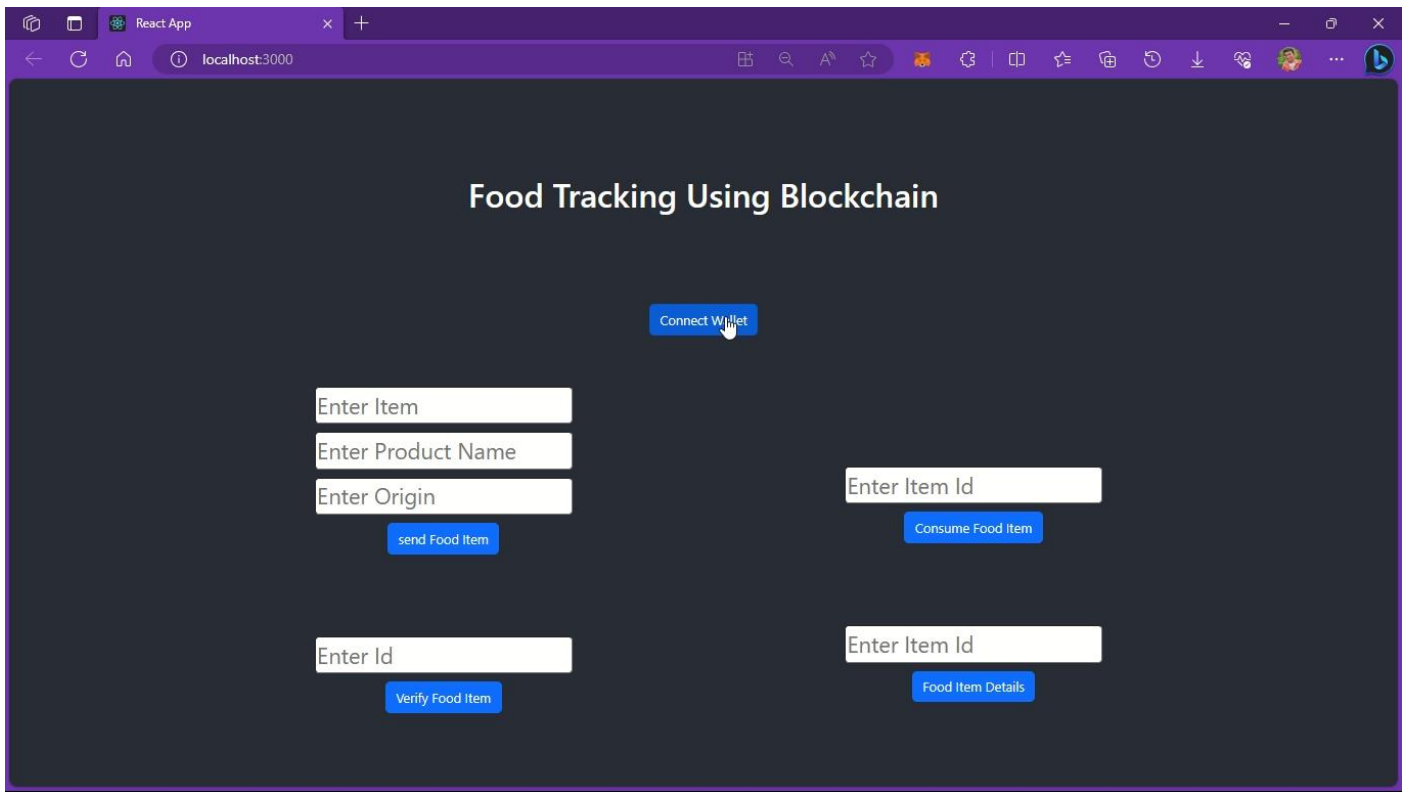 React App
localhost:3000
Food Tracking Using Blockchain
Connect Wallet
Enter Item
Enter Product Name
Enter Origin
send Food Item
Enter Item Id
Consume Food Item
Enter Id
Verify Food Item
Enter Item Id
Food Item Details